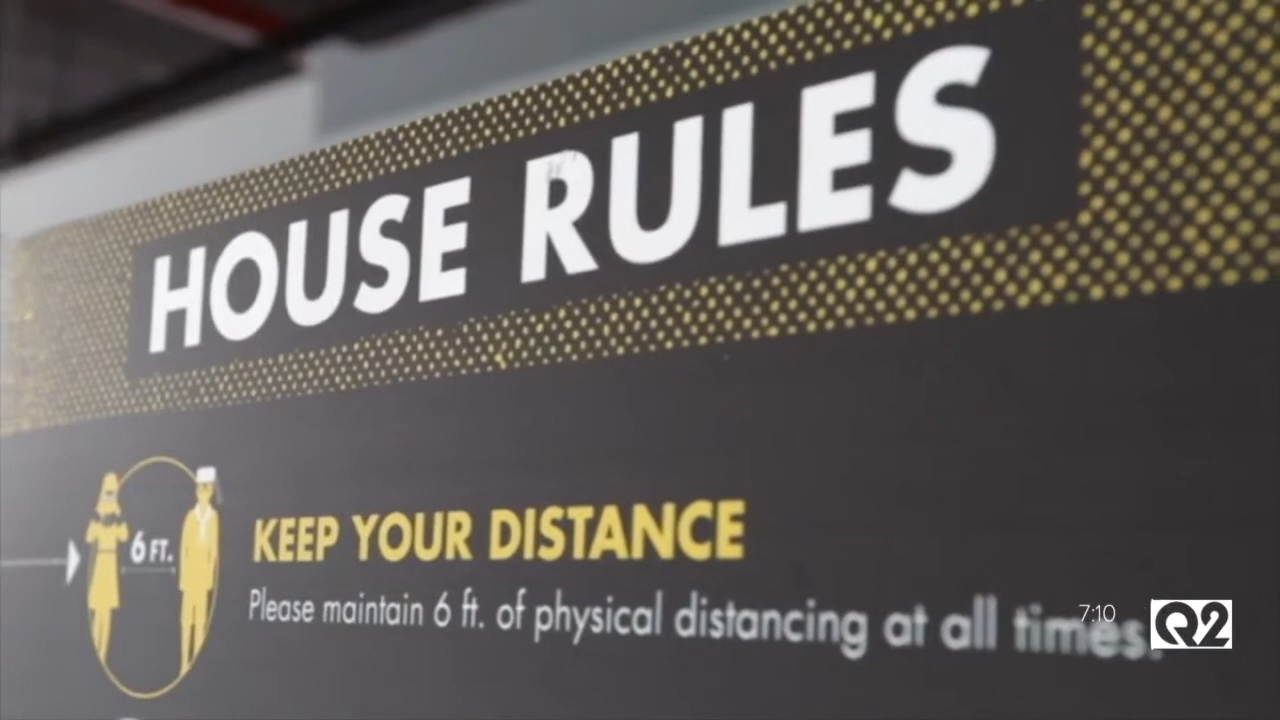 HOUSE RULES
6 FT.
KEEP YOUR DISTANCE
Please maintain 6 ft. of physical distancing at all times.
7:10
Q2